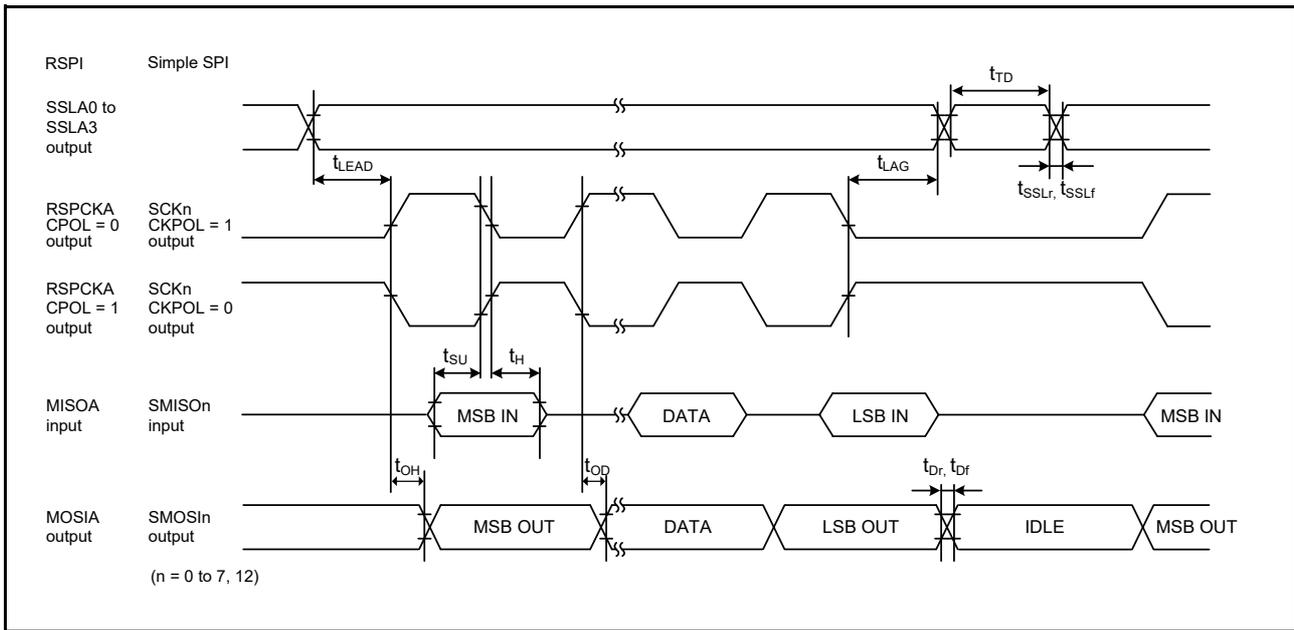 RSPI Simple SPI
tTD
SSLA0 to
SSLA3
output
tLEAD
tLAG
tSSLr, tSSLf
RSPCKA SCKn
CPOL = 0 CKPOL = 1
output output
RSPCKA SCKn
CPOL = 1 CKPOL = 0
output output
tSU tH
MISOA SMISOn
input input
MSB IN DATA LSB IN MSB IN
tOH tOD tDr, tDf
MOSIA SMOSIn
output output
MSB OUT DATA LSB OUT IDLE MSB OUT
(n = 0 to 7, 12)